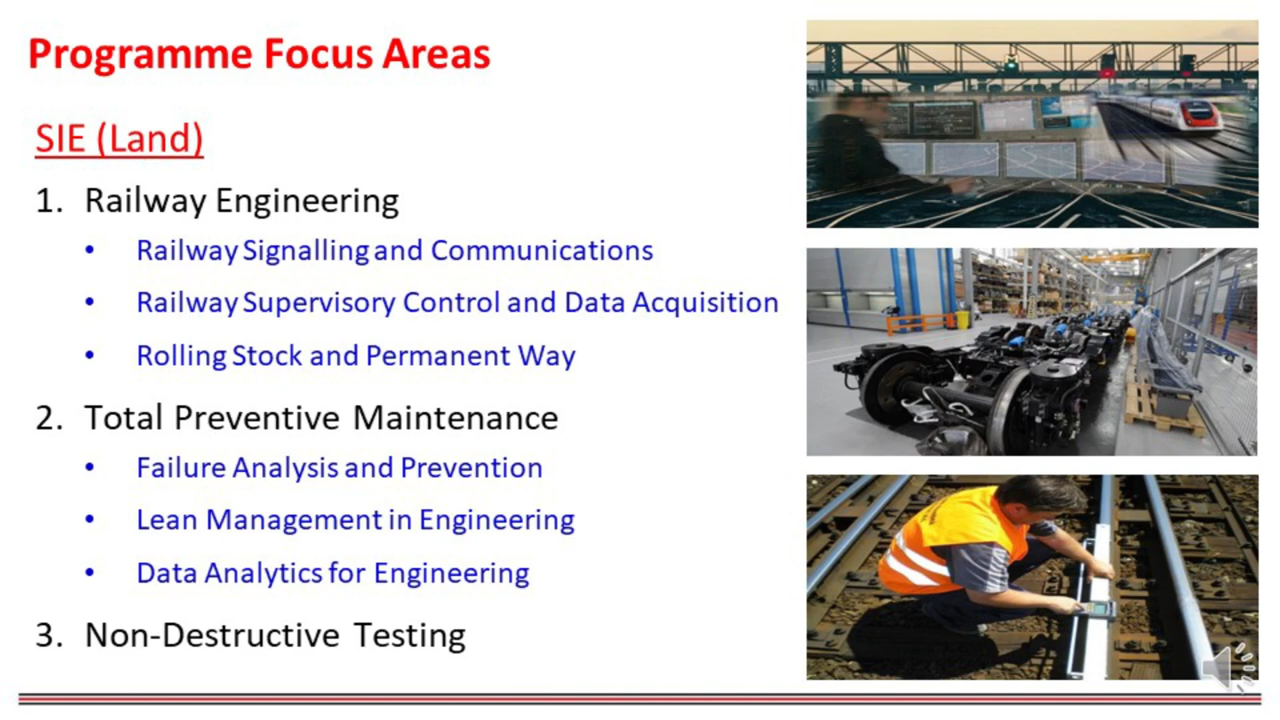 Programme Focus Areas
SIE (Land)
1. Railway Engineering
• Railway Signalling and Communications
• Railway Supervisory Control and Data Acquisition
• Rolling Stock and Permanent Way
2. Total Preventive Maintenance
• Failure Analysis and Prevention
• Lean Management in Engineering
• Data Analytics for Engineering
3. Non-Destructive Testing